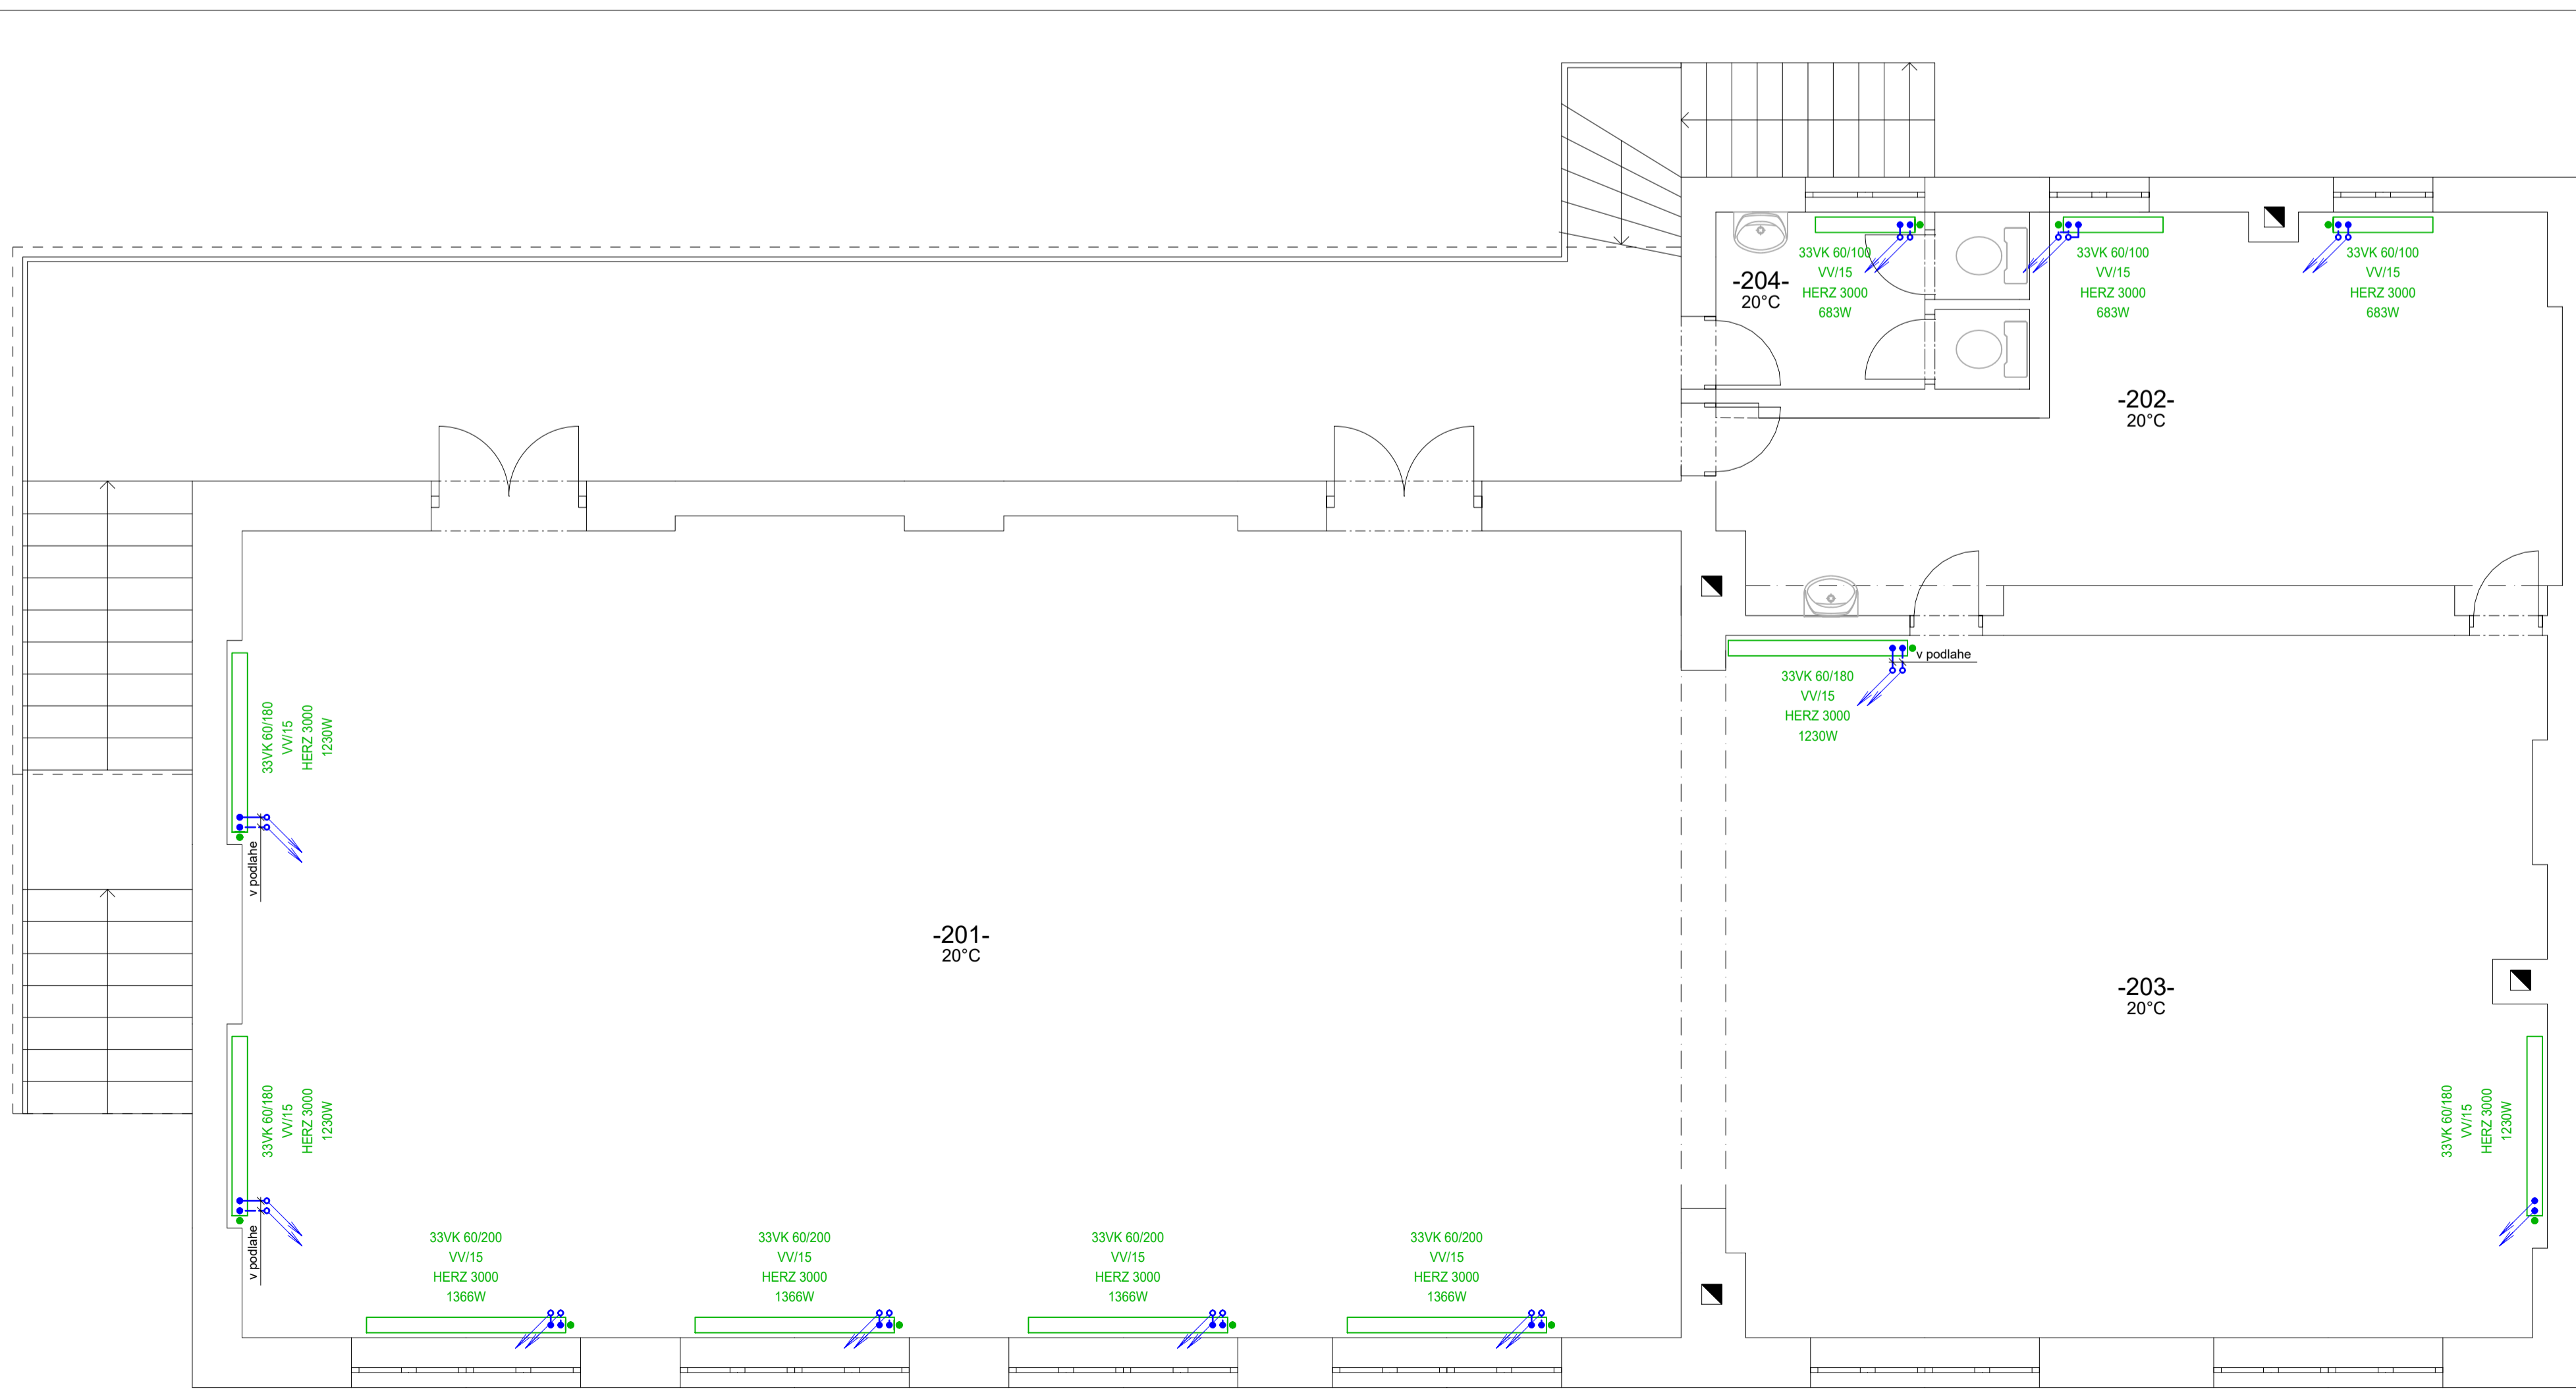 33VK 60/100
VV/15
HERZ 3000
683W
33VK 60/100
VV/15
HERZ 3000
683W
33VK 60/100
VV/15
HERZ 3000
683W
-204-
20°C
-202-
20°C
v podlahe
33VK 60/180
VV/15
HERZ 3000
1230W
33VK 60/180
VV/15
HERZ 3000
1230W
v podlahe
-201-
20°C
-203-
20°C
33VK 60/180
VV/15
HERZ 3000
1230W
v podlahe
33VK 60/180
VV/15
HERZ 3000
1230W
33VK 60/200
VV/15
HERZ 3000
1366W
33VK 60/200
VV/15
HERZ 3000
1366W
33VK 60/200
VV/15
HERZ 3000
1366W
33VK 60/200
VV/15
HERZ 3000
1366W